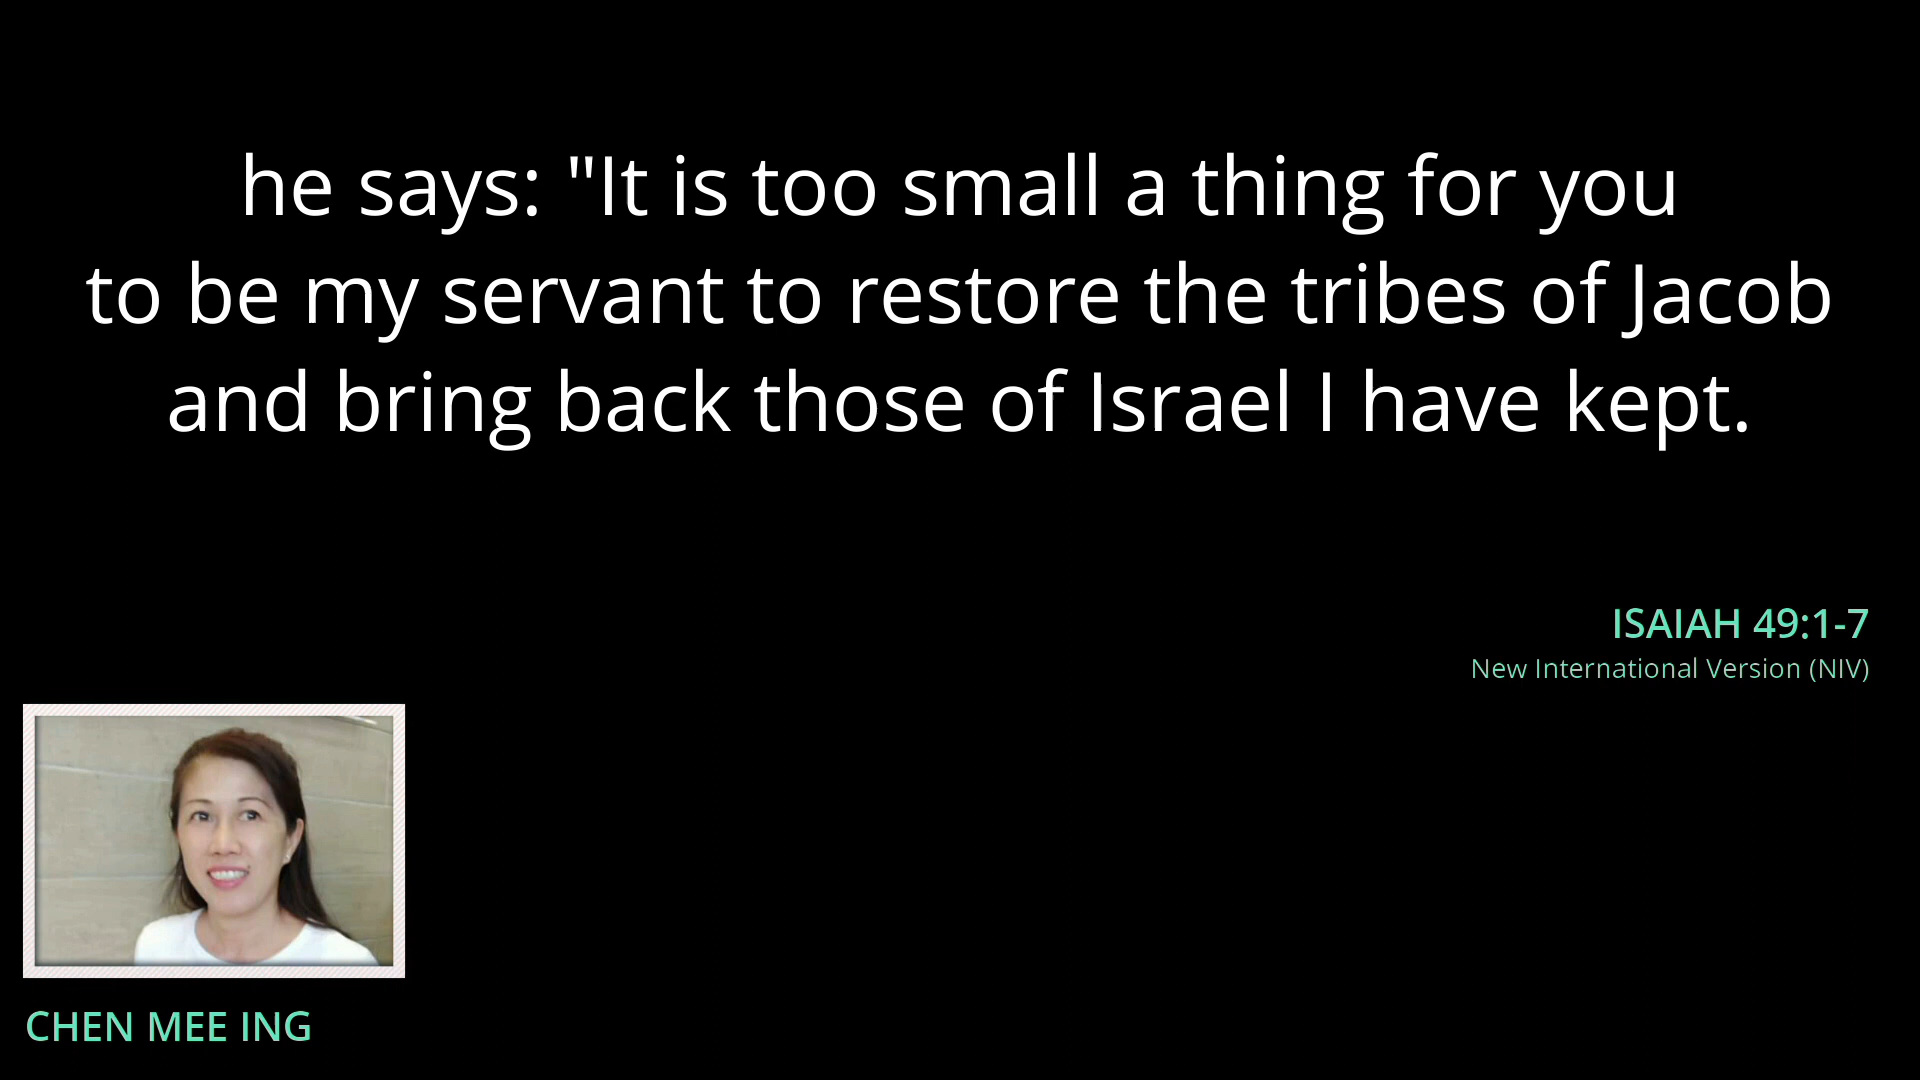 he says: "It is too small a thing for you
to be my servant to restore the tribes of Jacob
and bring back those of Israel I have kept.
ISAIAH 49:1-7
New International Version (NIV)
CHEN MEE ING